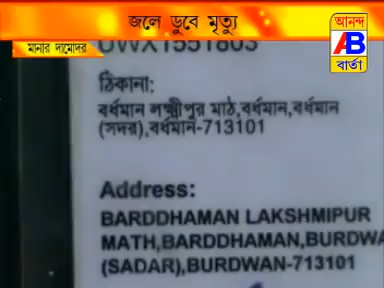 জলে ডুবে মৃত্যু
আনন্দ
AB
বার্তা
মানার দামোদর
UWX1551803
ঠিকানা:
বর্ধমান লক্ষ্মীপুর মাঠ,বর্ধমান,বর্ধমান
(সদর),বর্ধমান-713101
Address:
BARDDHAMAN LAKSHMIPUR
MATH,BARDDHAMAN,BURDWA
(SADAR),BURDWAN-713101